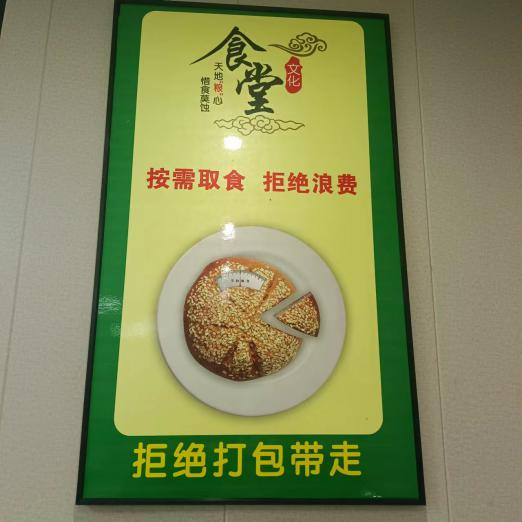 食堂
文化
天地“粮”心
惜食莫蚀
按需取食 拒绝浪费
拒绝打包带走